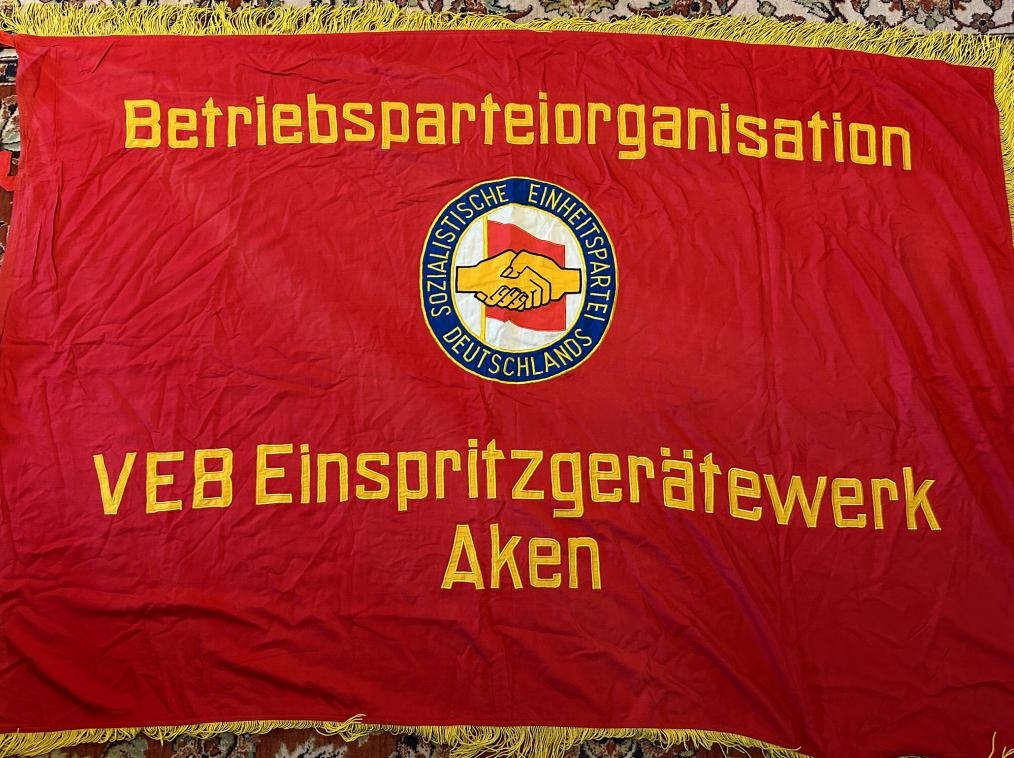 Betriebsparteiorganisation
SOZIALISTISCHE EINHEITSPARTEI
DEUTSCHLANDS
VEB Einspritzgerätewerk
Aken